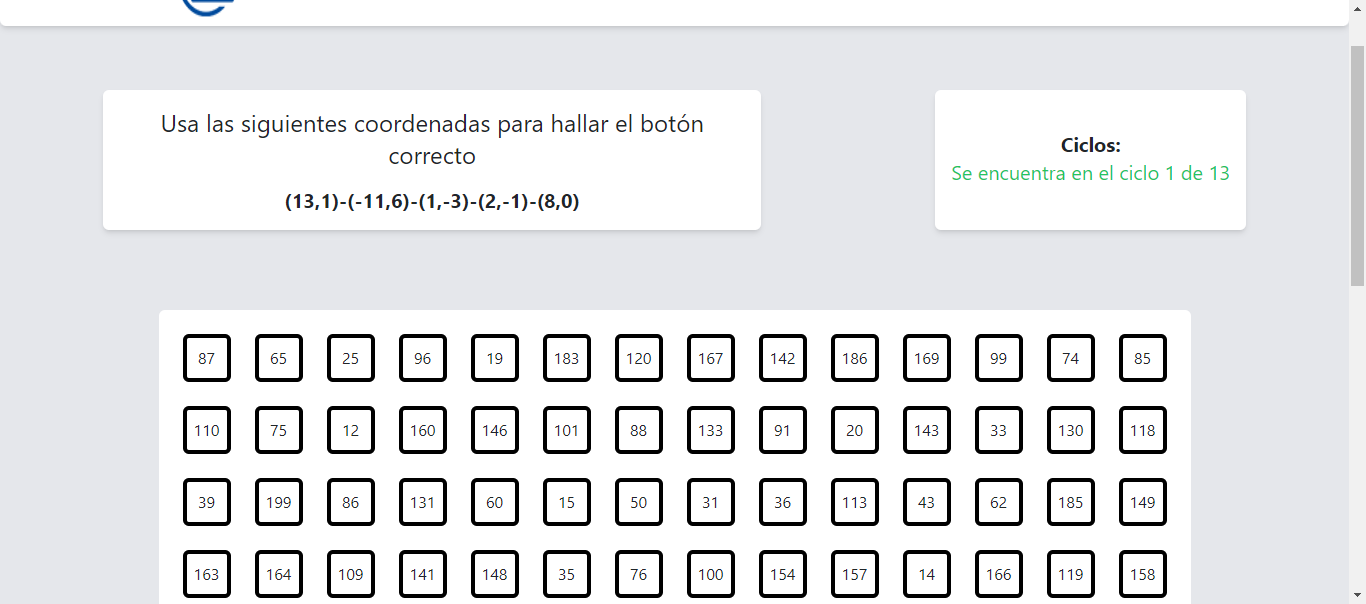 Usa las siguientes coordenadas para hallar el botón
correcto
(13,1)-(-11,6)-(1,-3)-(2,-1)-(8,0)
Ciclos:
Se encuentra en el ciclo 1 de 13
87 65 25 96 19 183 120 167 142 186 169 99 74 85
110 75 12 160 146 101 88 133 91 20 143 33 130 118
39 199 86 131 60 15 50 31 36 113 43 62 185 149
163 164 109 141 148 35 76 100 154 157 14 166 119 158